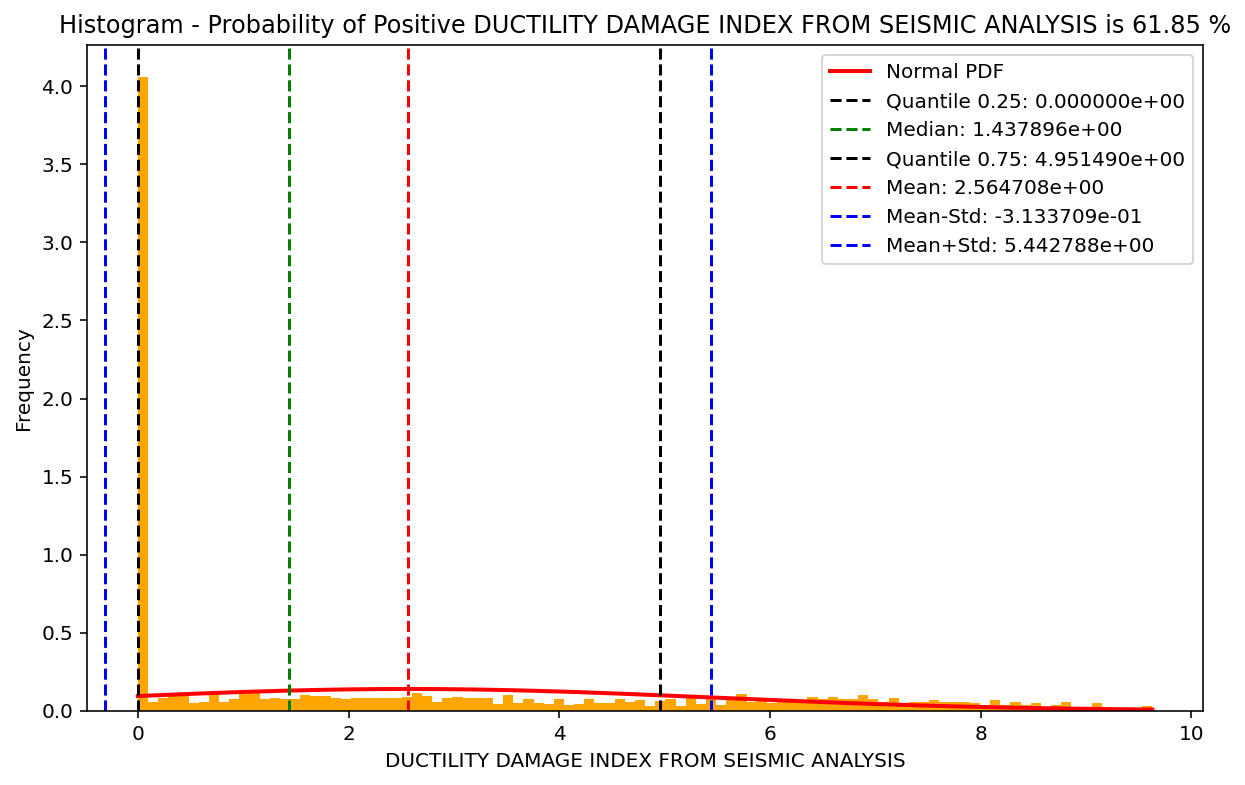 Histogram - Probability of Positive DUCTILITY DAMAGE INDEX FROM SEISMIC ANALYSIS is 61.85 %
Normal PDF
Quantile 0.25: 0.000000e+00
Median: 1.437896e+00
Quantile 0.75: 4.951490e+00
Mean: 2.564708e+00
Mean-Std: -3.133709e-01
Mean+Std: 5.442788e+00
Frequency
4.0
3.5
3.0
2.5
2.0
1.5
1.0
0.5
0.0
0 2 4 6 8 10
DUCTILITY DAMAGE INDEX FROM SEISMIC ANALYSIS